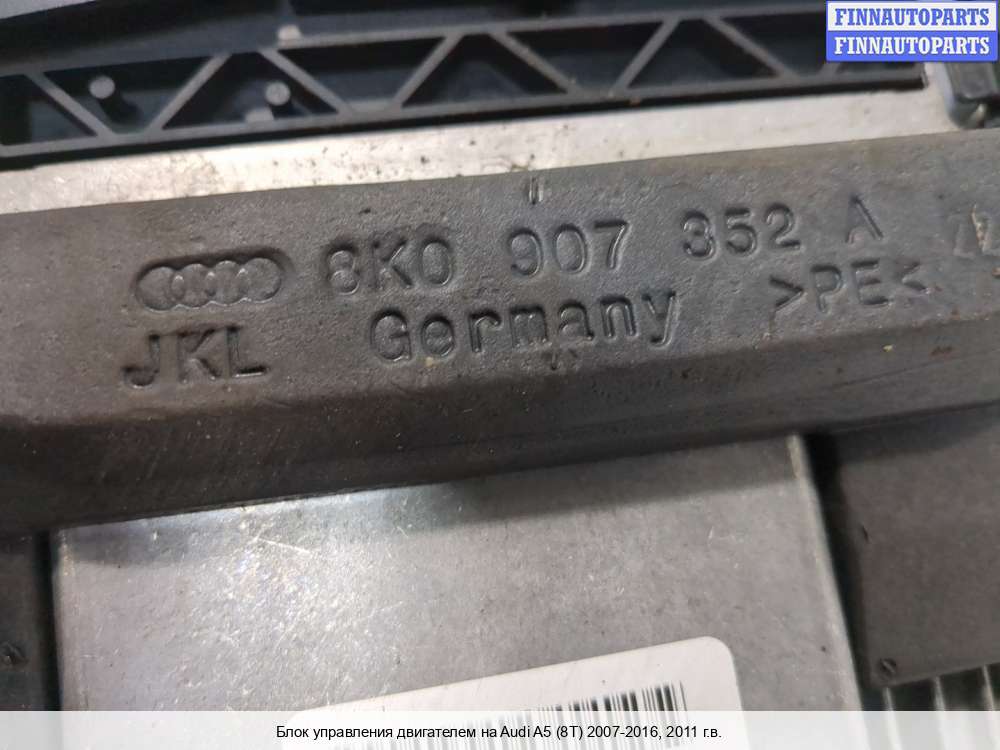 FINNAUTOPARTS
FINNAUTOPARTS
8K0 907 352 A
JKL Germany >PE<
Блок управления двигателем на Audi A5 (8T) 2007-2016, 2011 г.в.